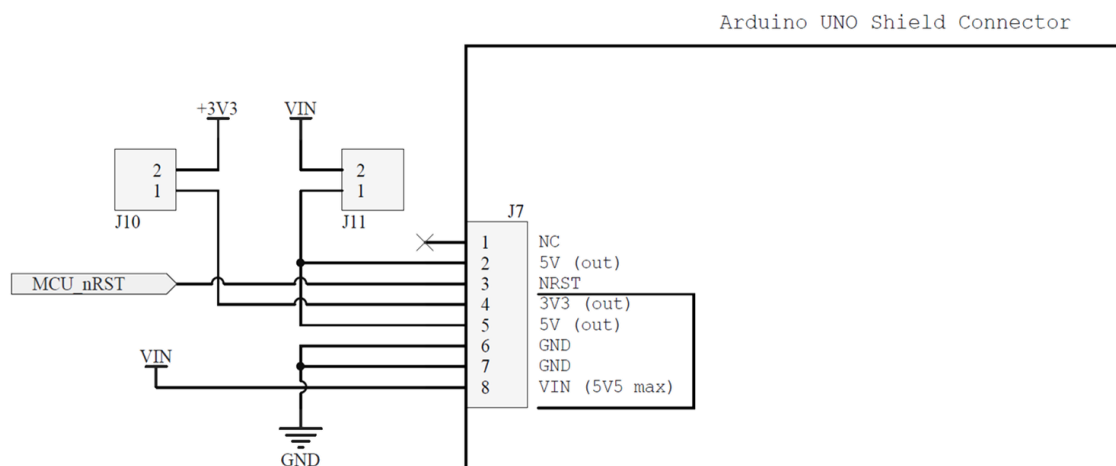 Arduino UNO Shield Connector
+3V3
VIN
2
1
J10
2
1
J11
J7
1 NC
2 5V (out)
MCU_nRST
3 NRST
4 3V3 (out)
5 5V (out)
6 GND
7 GND
VIN
8 VIN (5V5 max)
GND